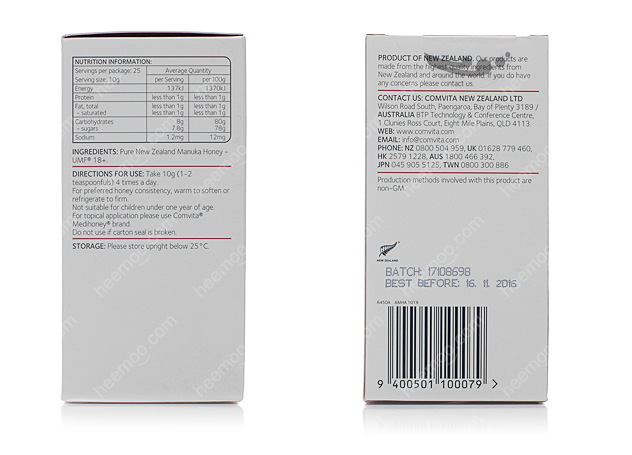 NUTRITION INFORMATION:
Servings per package: 25 Average Quantity
Serving size: 10g per Serving per 100g
Energy 137kJ 1370kJ
Protein less than 1g less than 1g
Fat, total less than 1g less than 1g
– saturated less than 1g less than 1g
Carbohydrates 8g 80g
– sugars 7.8g 78g
Sodium 1.2mg 12mg
INGREDIENTS: Pure New Zealand Manuka Honey –
UMF® 18+.
DIRECTIONS FOR USE: Take 10g (1–2
teaspoonfuls) 4 times a day.
For preferred honey consistency, warm to soften or
refrigerate to firm.
Not suitable for children under one year of age.
For topical application please use Comvita®
Medihoney® brand.
Do not use if carton seal is broken.
STORAGE: Please store upright below 25°C.
PRODUCT OF NEW ZEALAND. Our products are
made from the highest quality ingredients from
New Zealand and around the world. If you do have
any concerns please contact us.
CONTACT US: COMVITA NEW ZEALAND LTD
Wilson Road South, Paengaroa, Bay of Plenty 3189 /
AUSTRALIA BTP Technology & Conference Centre,
1 Clunies Ross Court, Eight Mile Plains, QLD 4113.
WEB: www.comvita.com
EMAIL: info@comvita.com
PHONE: NZ 0800 504 959, UK 01628 779 460,
HK 2579 1228, AUS 1800 466 392,
JPN 045 905 5125, TWN 0800 300 886
Production methods involved with this product are
non-GM.
NEW ZEALAND
BATCH: 17108698
BEST BEFORE: 16. 11. 2016
6450A AMHA 1019
9 400501 100079 >
heemoo.com